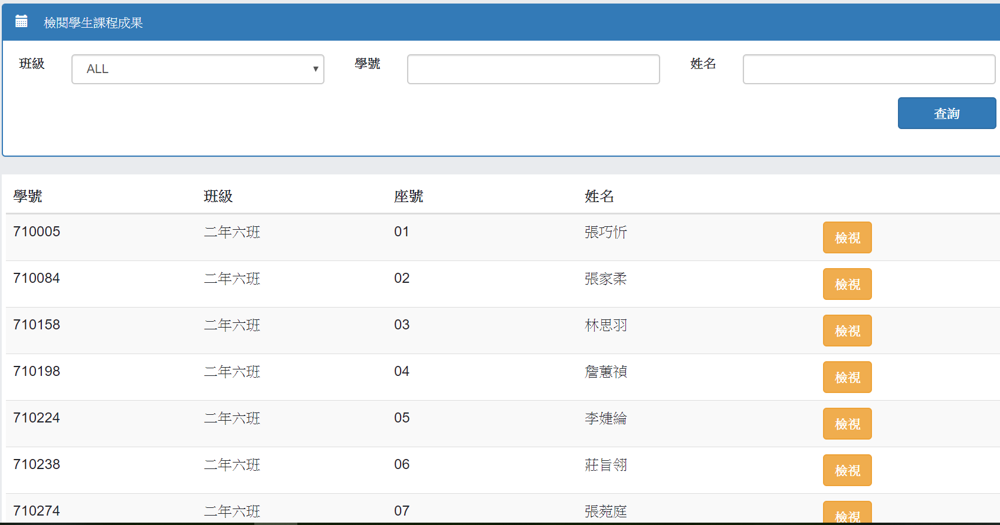 檢閱學生課程成果
班級 ALL 學號 姓名
查詢
學號 班級 座號 姓名
710005 二年六班 01 張巧忻 檢視
710084 二年六班 02 張家柔 檢視
710158 二年六班 03 林思羽 檢視
710198 二年六班 04 詹蕙禎 檢視
710224 二年六班 05 李婕綸 檢視
710238 二年六班 06 莊旨翎 檢視
710274 二年六班 07 張菀庭 檢視